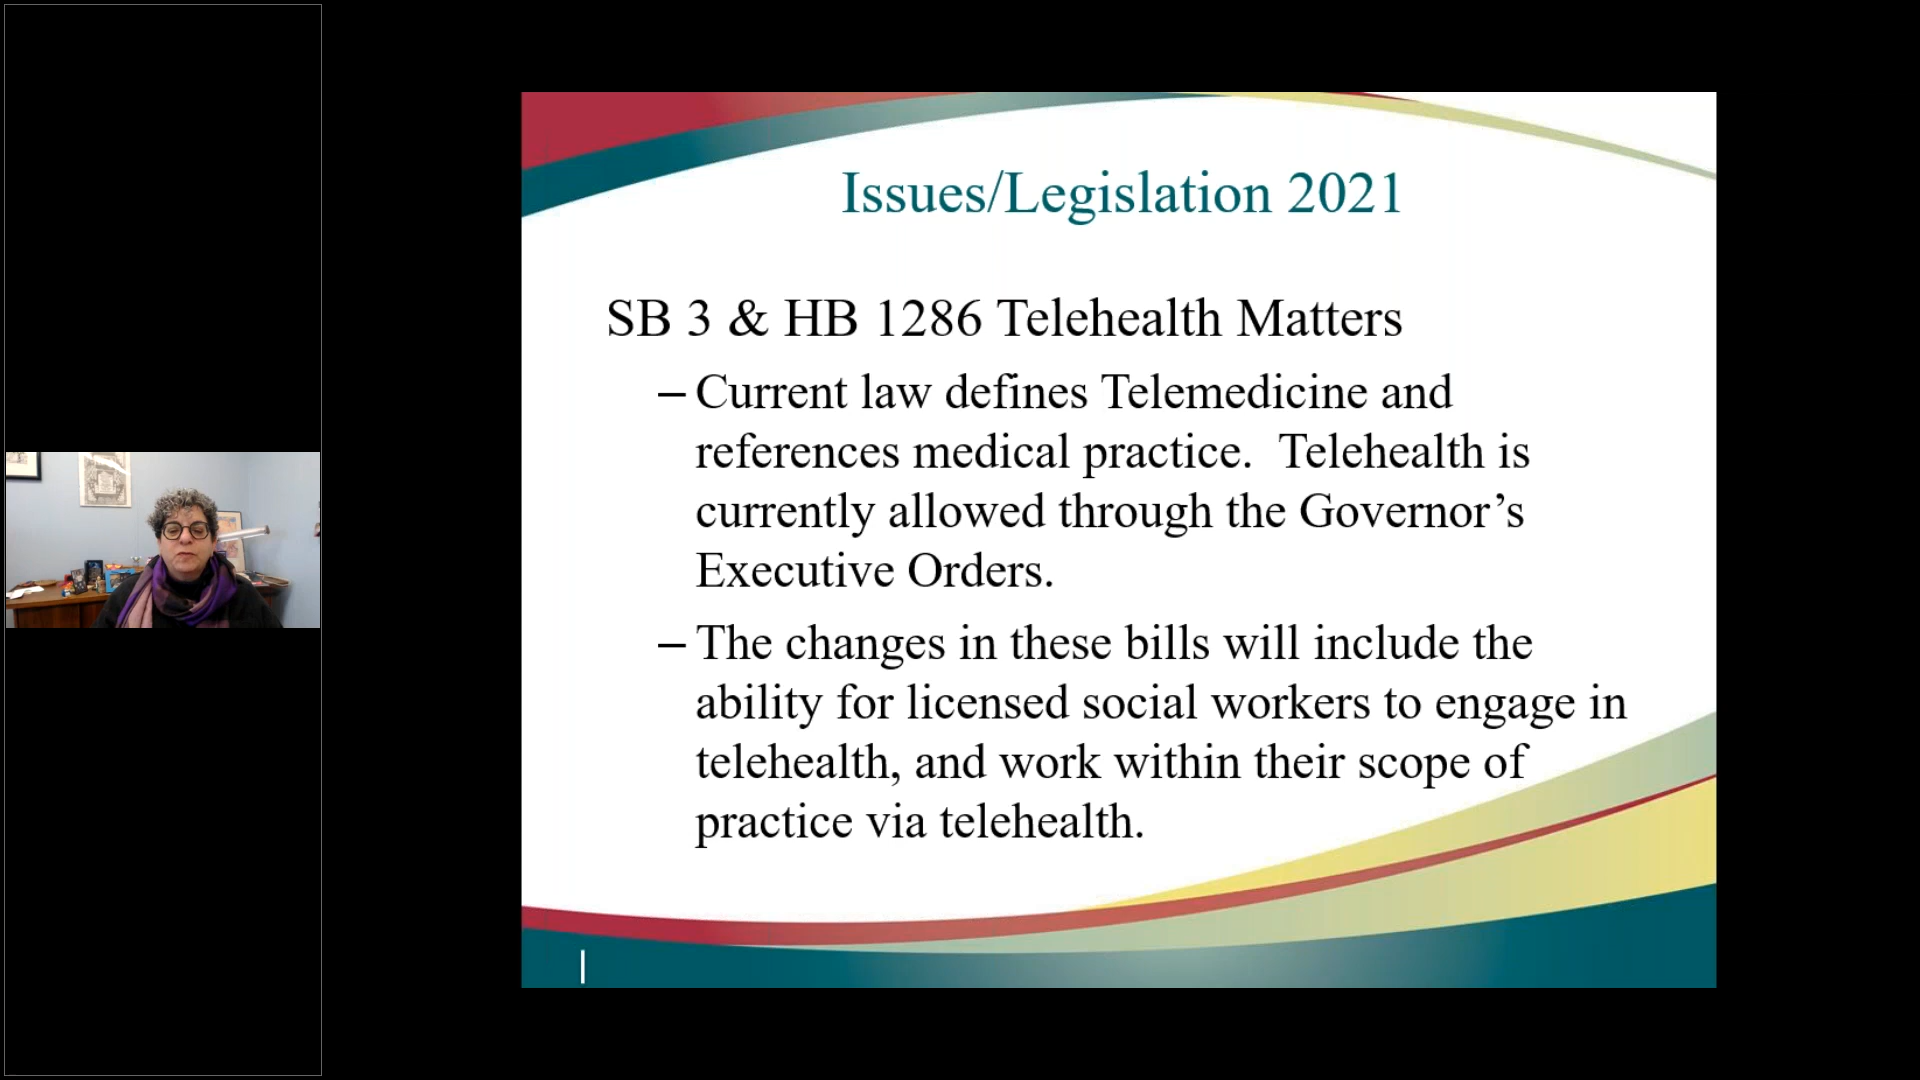 Issues/Legislation 2021
SB 3 & HB 1286 Telehealth Matters
– Current law defines Telemedicine and
references medical practice.  Telehealth is
currently allowed through the Governor’s
Executive Orders.
– The changes in these bills will include the
ability for licensed social workers to engage in
telehealth, and work within their scope of
practice via telehealth.